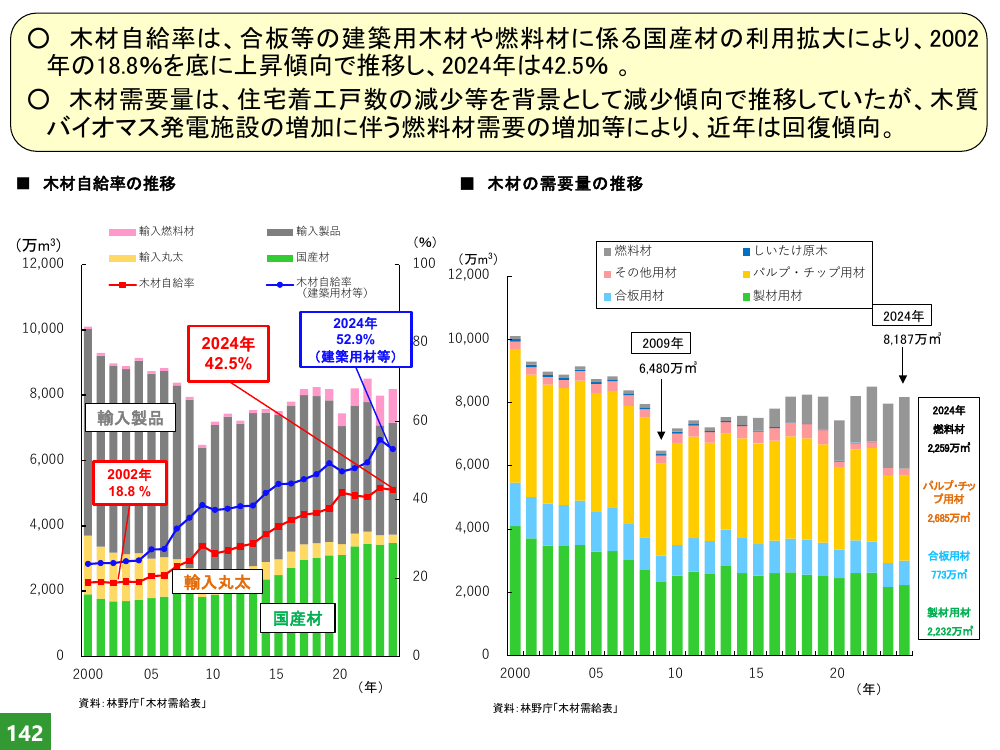 ○ 木材自給率は、合板等の建築用木材や燃料材に係る国産材の利用拡大により、2002
年の18.8%を底に上昇傾向で推移し、2024年は42.5% 。
○ 木材需要量は、住宅着工戸数の減少等を背景として減少傾向で推移していたが、木質
バイオマス発電施設の増加に伴う燃料材需要の増加等により、近年は回復傾向。
■ 木材自給率の推移
(万m³)
(%)
輸入燃料材
輸入製品
輸入丸太
国産材
木材自給率
木材自給率
(建築用材等)
12,000
10,000
8,000
6,000
4,000
2,000
0
100
80
60
40
20
0
2024年
42.5%
2024年
52.9%
(建築用材等)
輸入製品
2002年
18.8 %
輸入丸太
国産材
2000
05
10
15
20
(年)
資料:林野庁「木材需給表」
■ 木材の需要量の推移
(万m³)
燃料材
しいたけ原木
その他用材
パルプ・チップ用材
合板用材
製材用材
12,000
10,000
8,000
6,000
4,000
2,000
0
2009年
6,480万㎥
2024年
8,187万㎥
2024年
燃料材
2,259万㎥
パルプ・チッ
プ用材
2,685万㎥
合板用材
773万㎥
製材用材
2,232万㎥
2000
05
10
15
20
(年)
資料:林野庁「木材需給表」
142